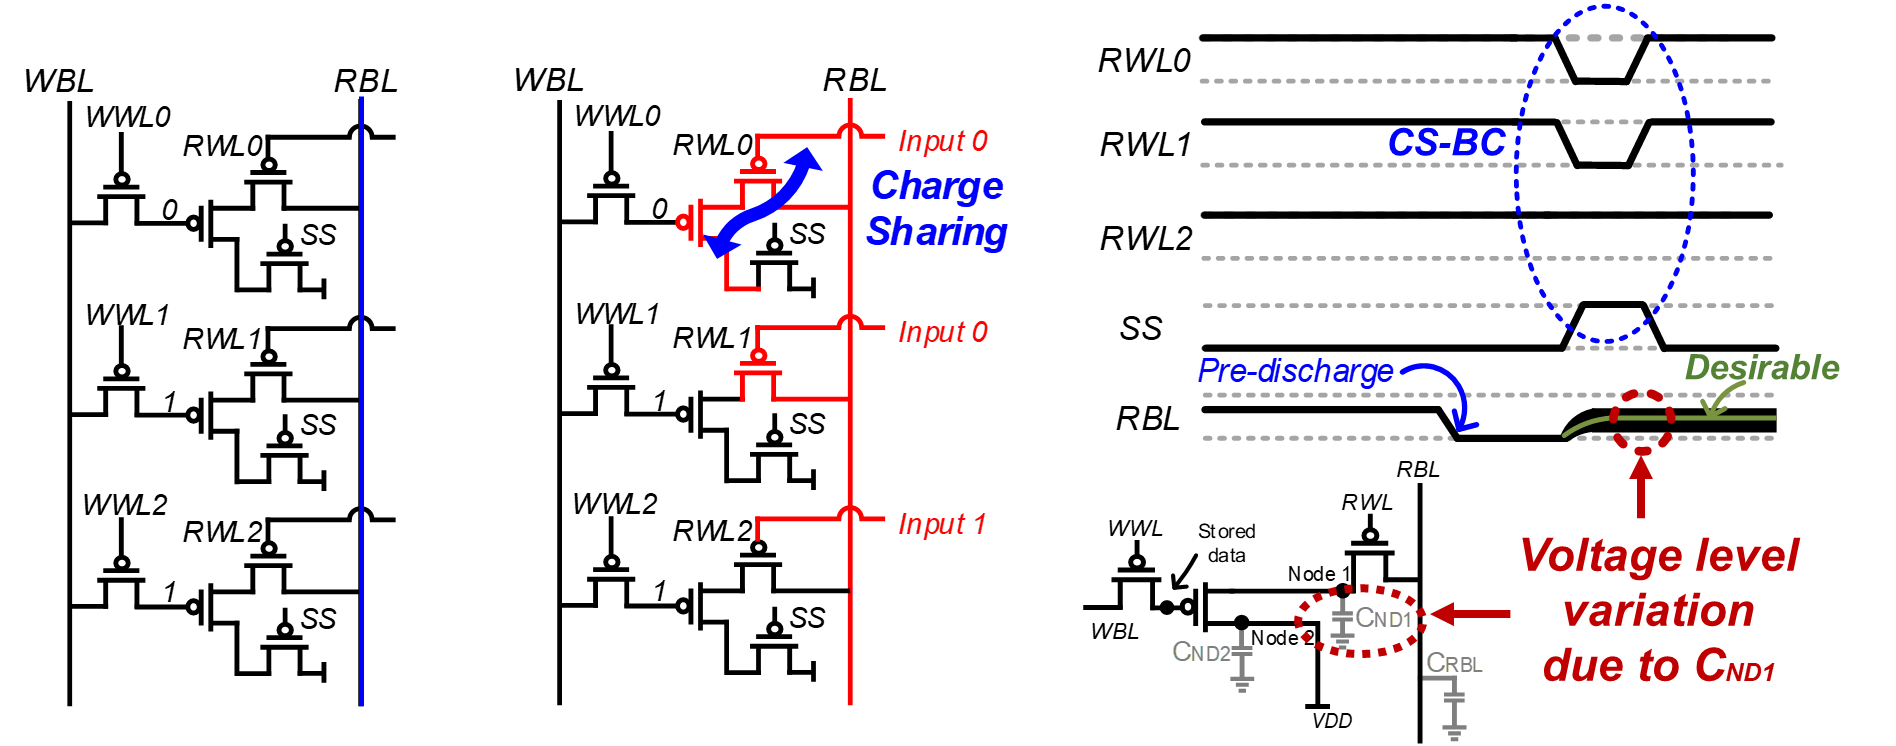 WBL
RBL
WWL0
RWL0
0
SS
WWL1
RWL1
1
SS
WWL2
RWL2
1
SS
WBL
RBL
WWL0
RWL0
Input 0
0
Charge
Sharing
SS
WWL1
RWL1
Input 0
1
SS
WWL2
RWL2
Input 1
1
SS
RWL0
RWL1
CS-BC
RWL2
SS
Pre-discharge
Desirable
RBL
RBL
RWL
WWL
Stored
data
Node 1
CND1
WBL
Node 2
CND2
CRBL
VDD
Voltage level
variation
due to CND1